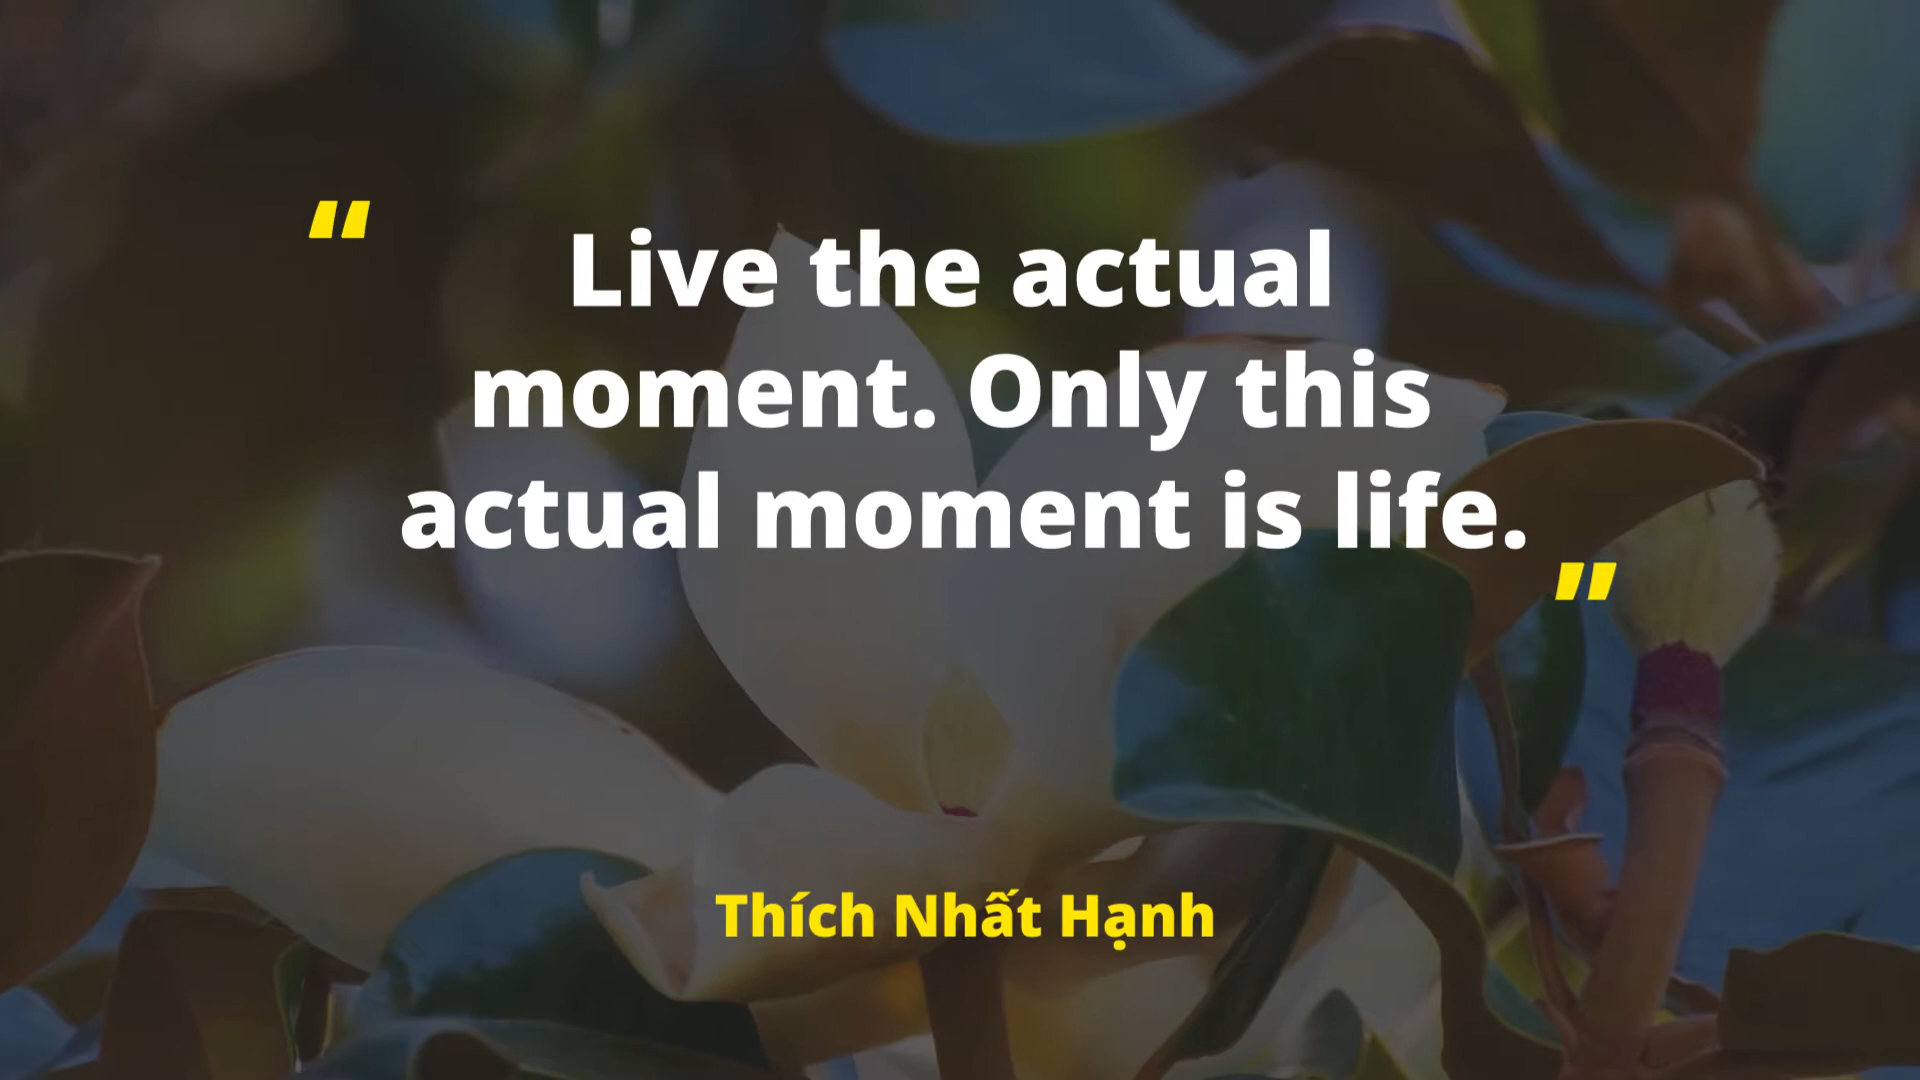 “
Live the actual
moment. Only this
actual moment is life.
”
Thích Nhất Hạnh